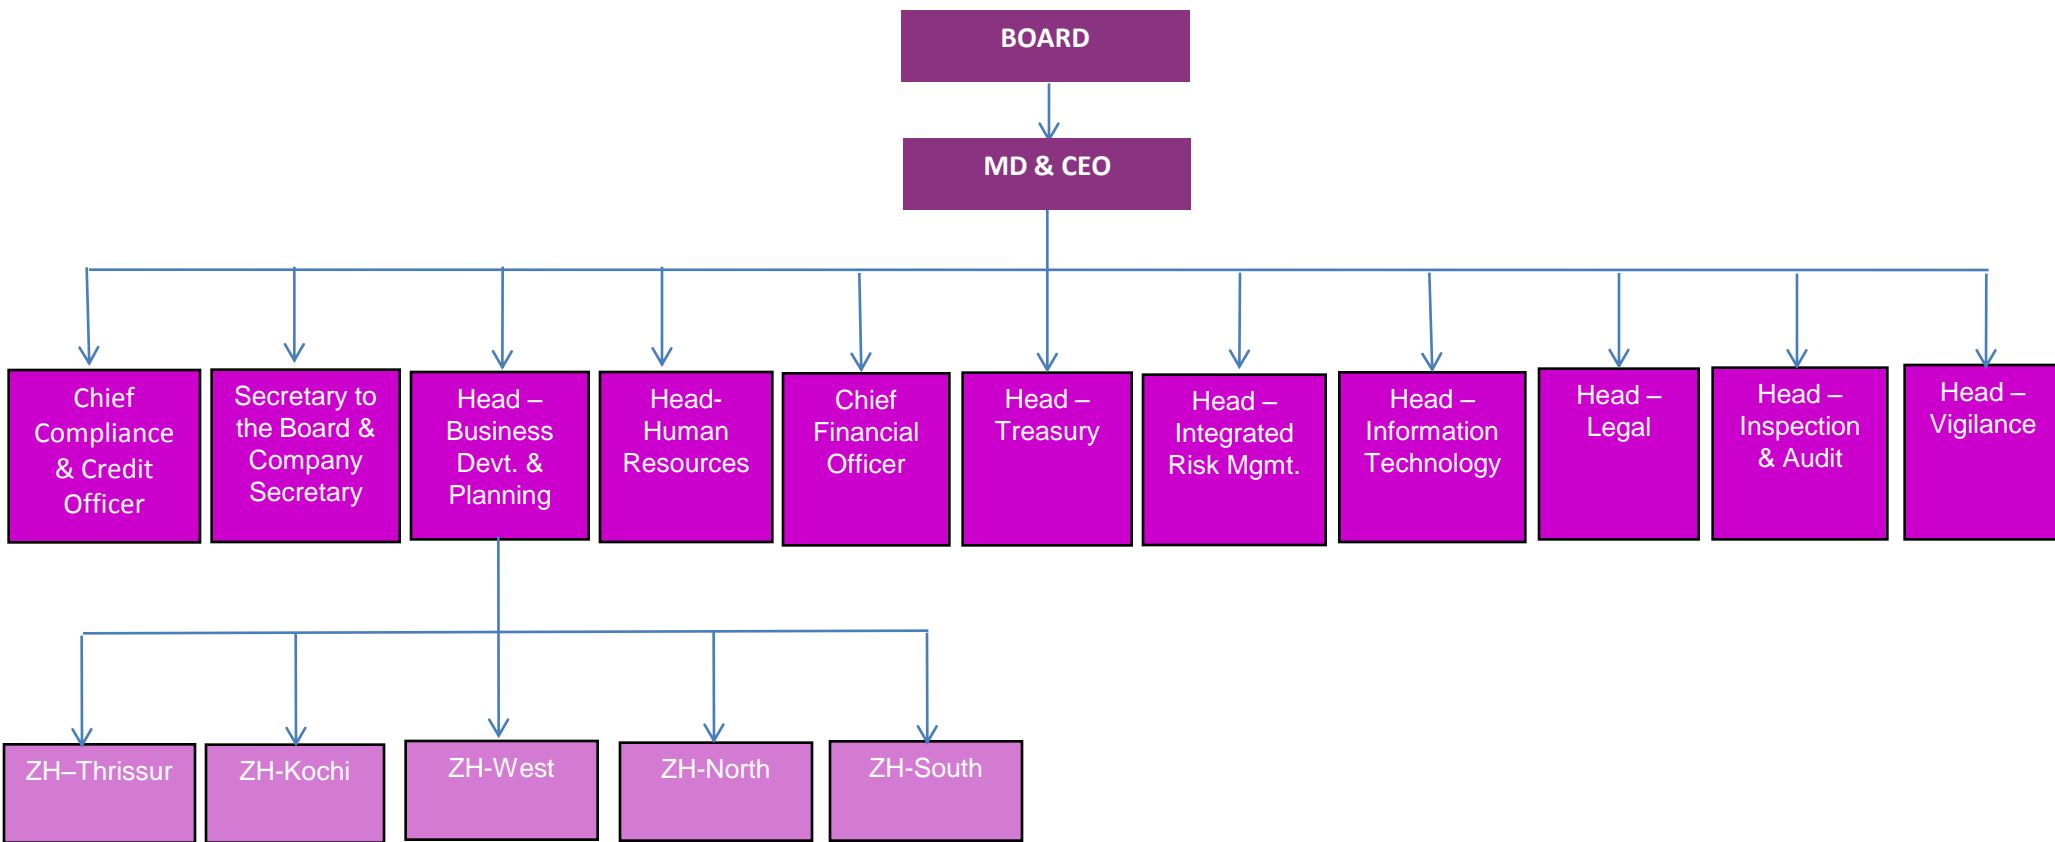 BOARD
MD & CEO
Chief
Compliance
& Credit
Officer
Secretary to
the Board &
Company
Secretary
Head –
Business
Devt. &
Planning
Head-
Human
Resources
Chief
Financial
Officer
Head –
Treasury
Head –
Integrated
Risk Mgmt.
Head –
Information
Technology
Head –
Legal
Head –
Inspection
& Audit
Head –
Vigilance
ZH–Thrissur
ZH-Kochi
ZH-West
ZH-North
ZH-South